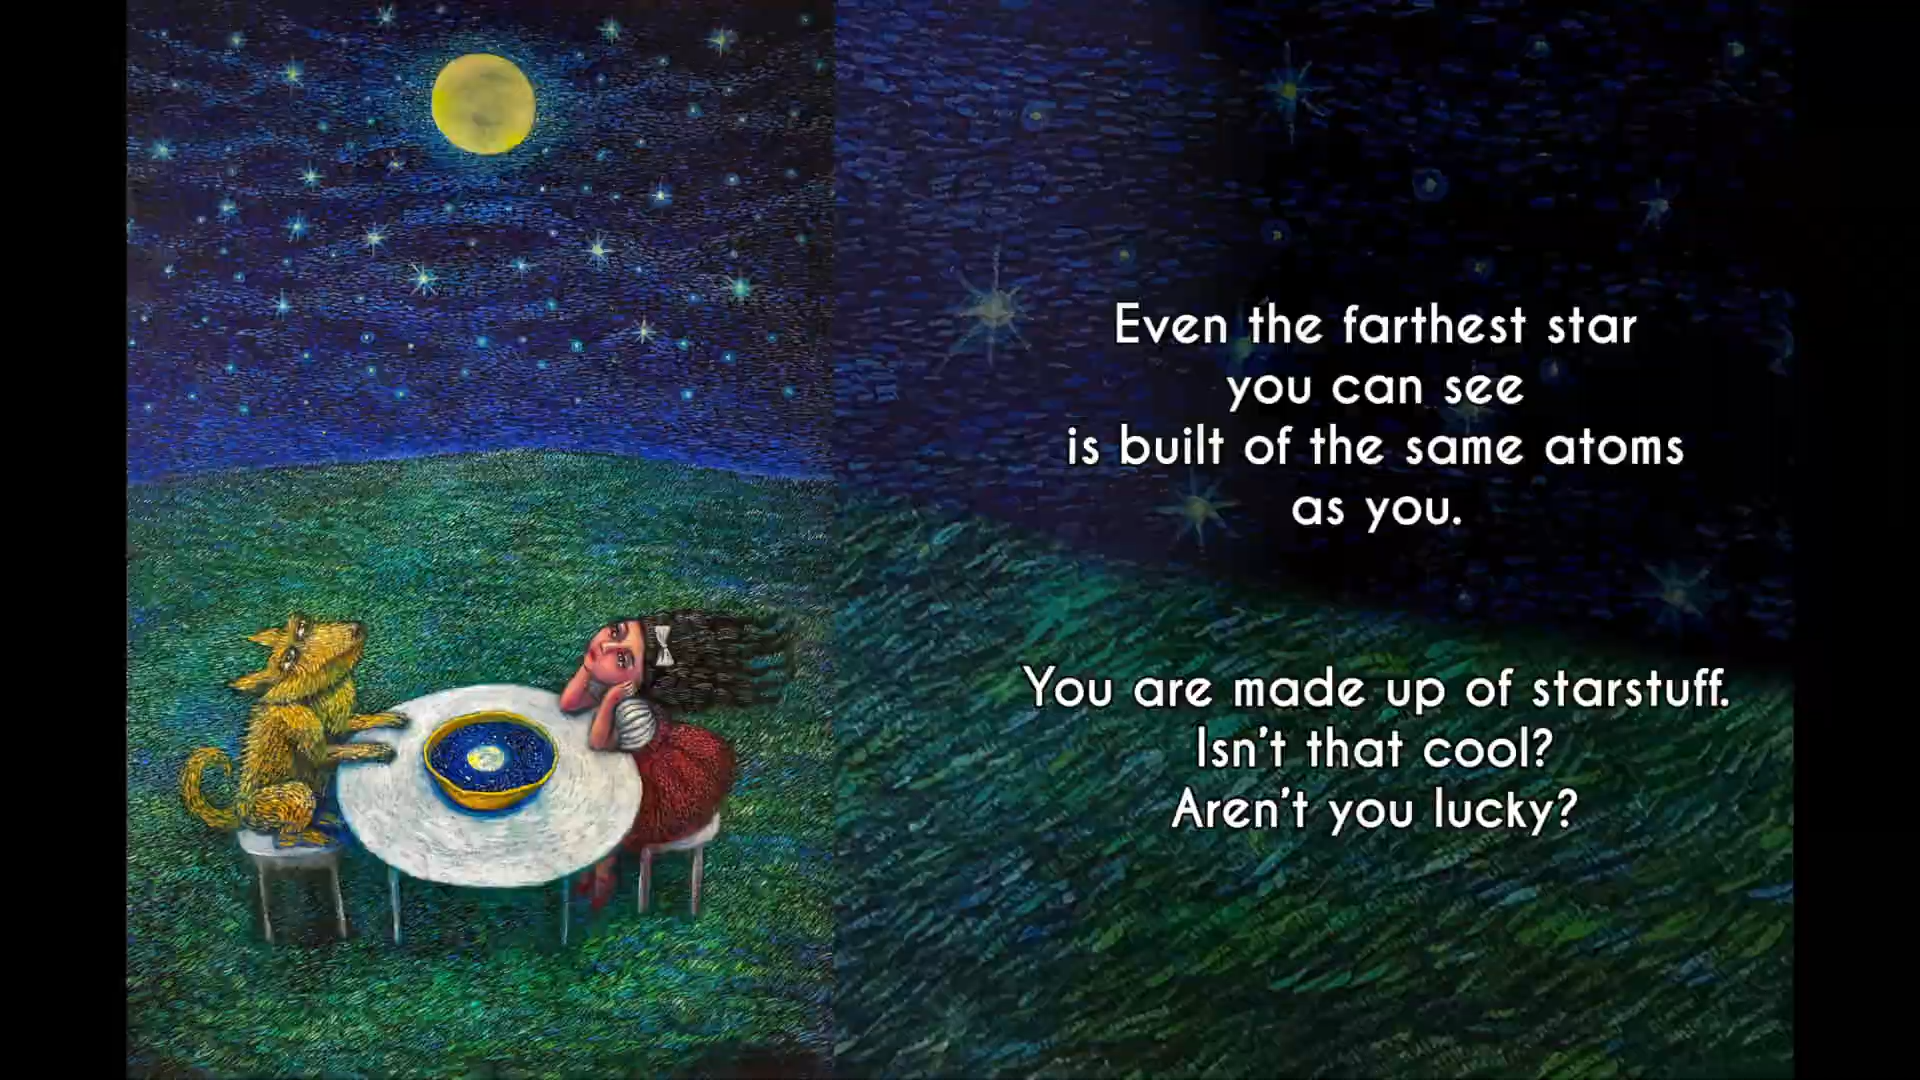 Even the farthest star
you can see
is built of the same atoms
as you.
You are made up of starstuff.
Isn't that cool?
Aren't you lucky?